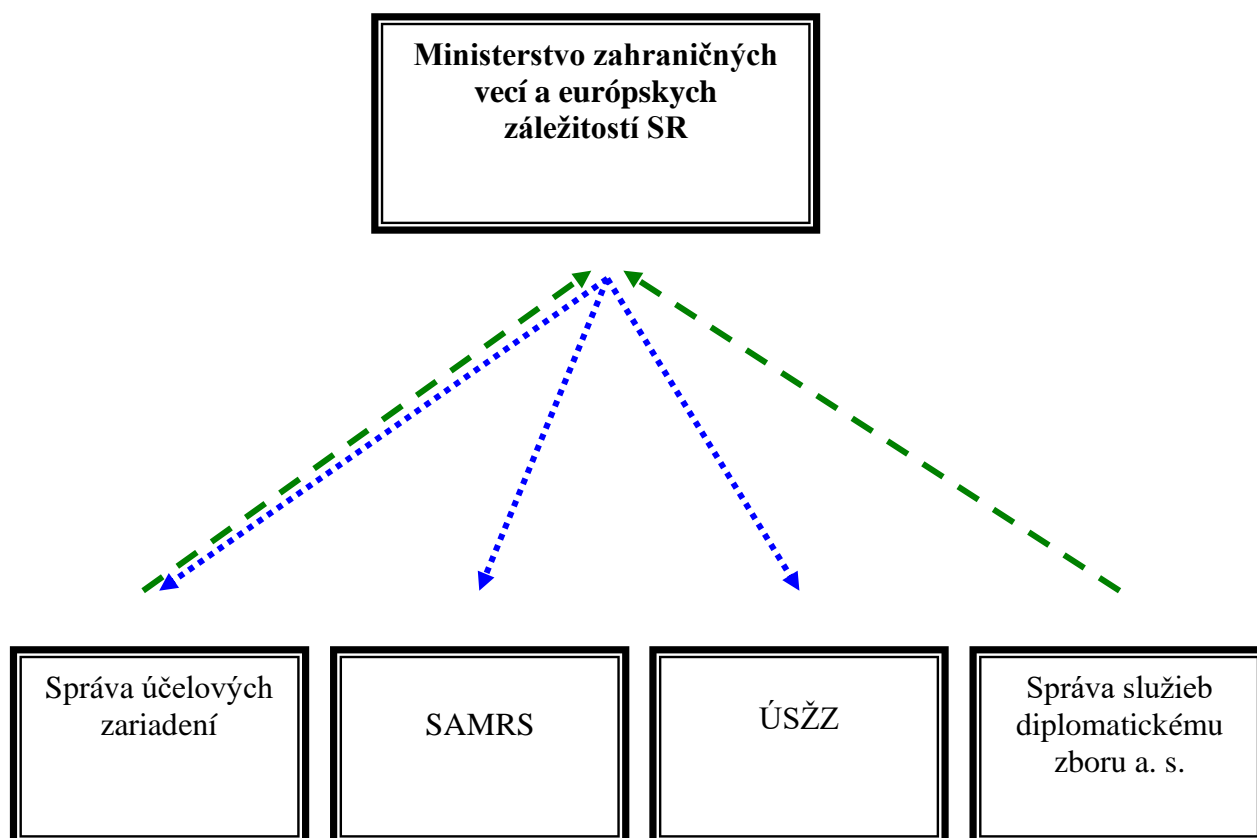 Ministerstvo zahraničných
vecí a európskych
záležitostí SR
Správa účelových
zariadení
SAMRS
ÚSŽZ
Správa služieb
diplomatickému
zboru a. s.